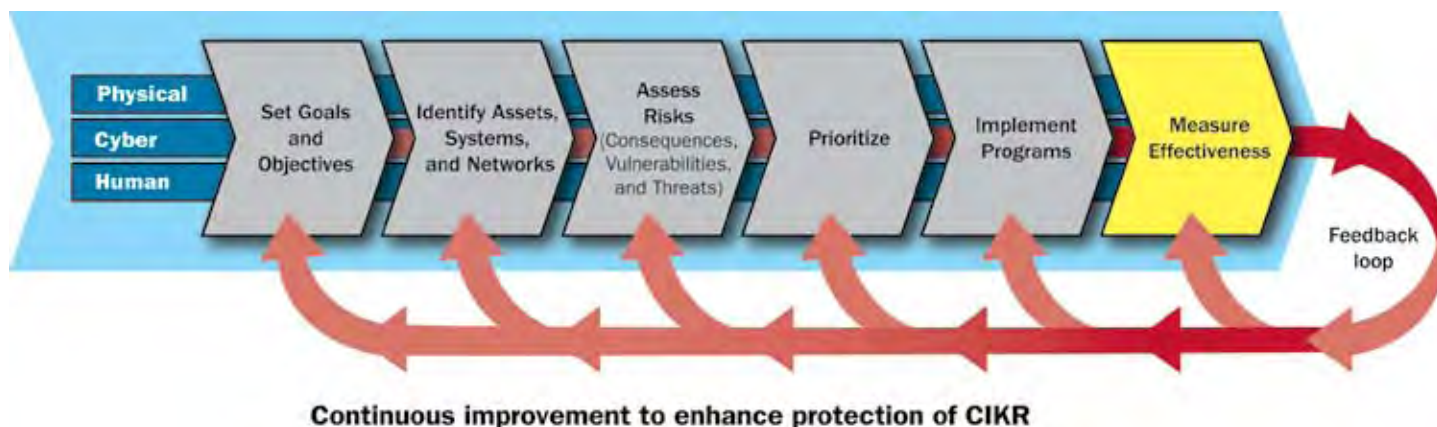 Physical
Cyber
Human
Set Goals
and
Objectives
Identify Assets,
Systems,
and Networks
Assess
Risks
(Consequences,
Vulnerabilities,
and Threats)
Prioritize
Implement
Programs
Measure
Effectiveness
Feedback
loop
Continuous improvement to enhance protection of CIKR